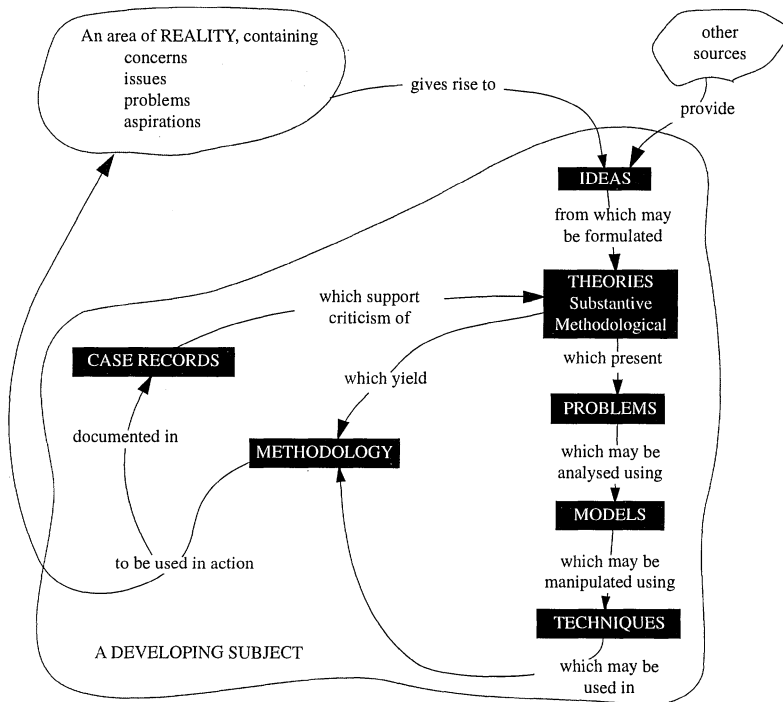 An area of REALITY, containing
concerns
issues
problems
aspirations
other
sources
gives rise to
provide
IDEAS
from which may
be formulated
THEORIES
Substantive
Methodological
which support
criticism of
CASE RECORDS
which yield
which present
PROBLEMS
documented in
METHODOLOGY
which may be
analysed using
MODELS
to be used in action
which may be
manipulated using
TECHNIQUES
A DEVELOPING SUBJECT
which may be
used in